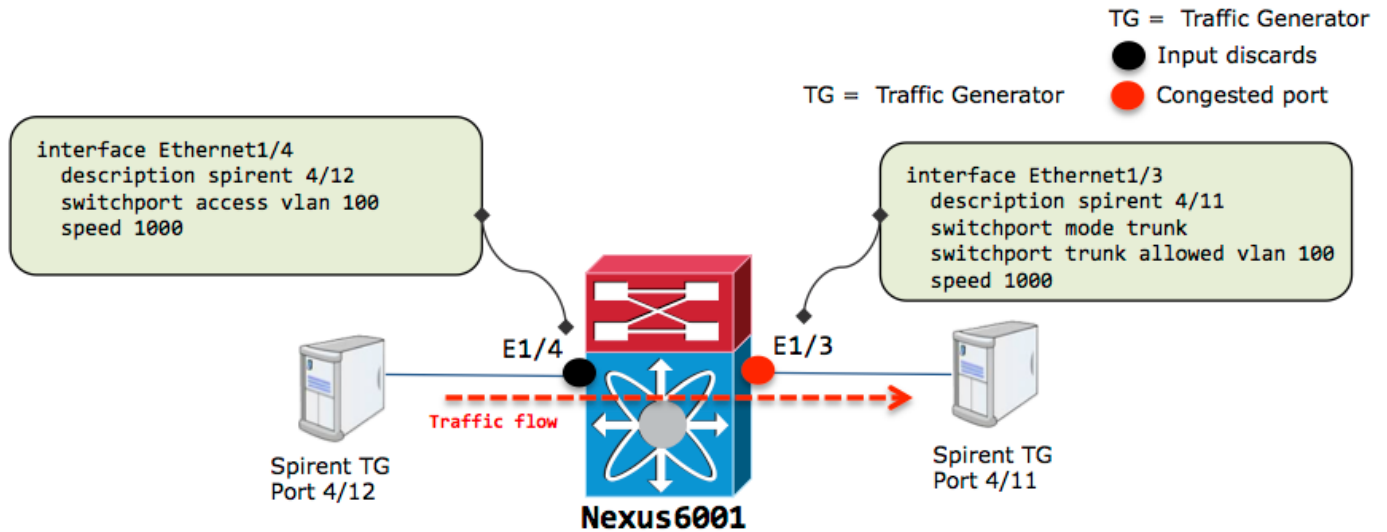 TG = Traffic Generator
Input discards
TG = Traffic Generator
Congested port
interface Ethernet1/4
description spirent 4/12
switchport access vlan 100
speed 1000
interface Ethernet1/3
description spirent 4/11
switchport mode trunk
switchport trunk allowed vlan 100
speed 1000
E1/4
E1/3
Traffic flow
Spirent TG
Port 4/12
Spirent TG
Port 4/11
Nexus6001